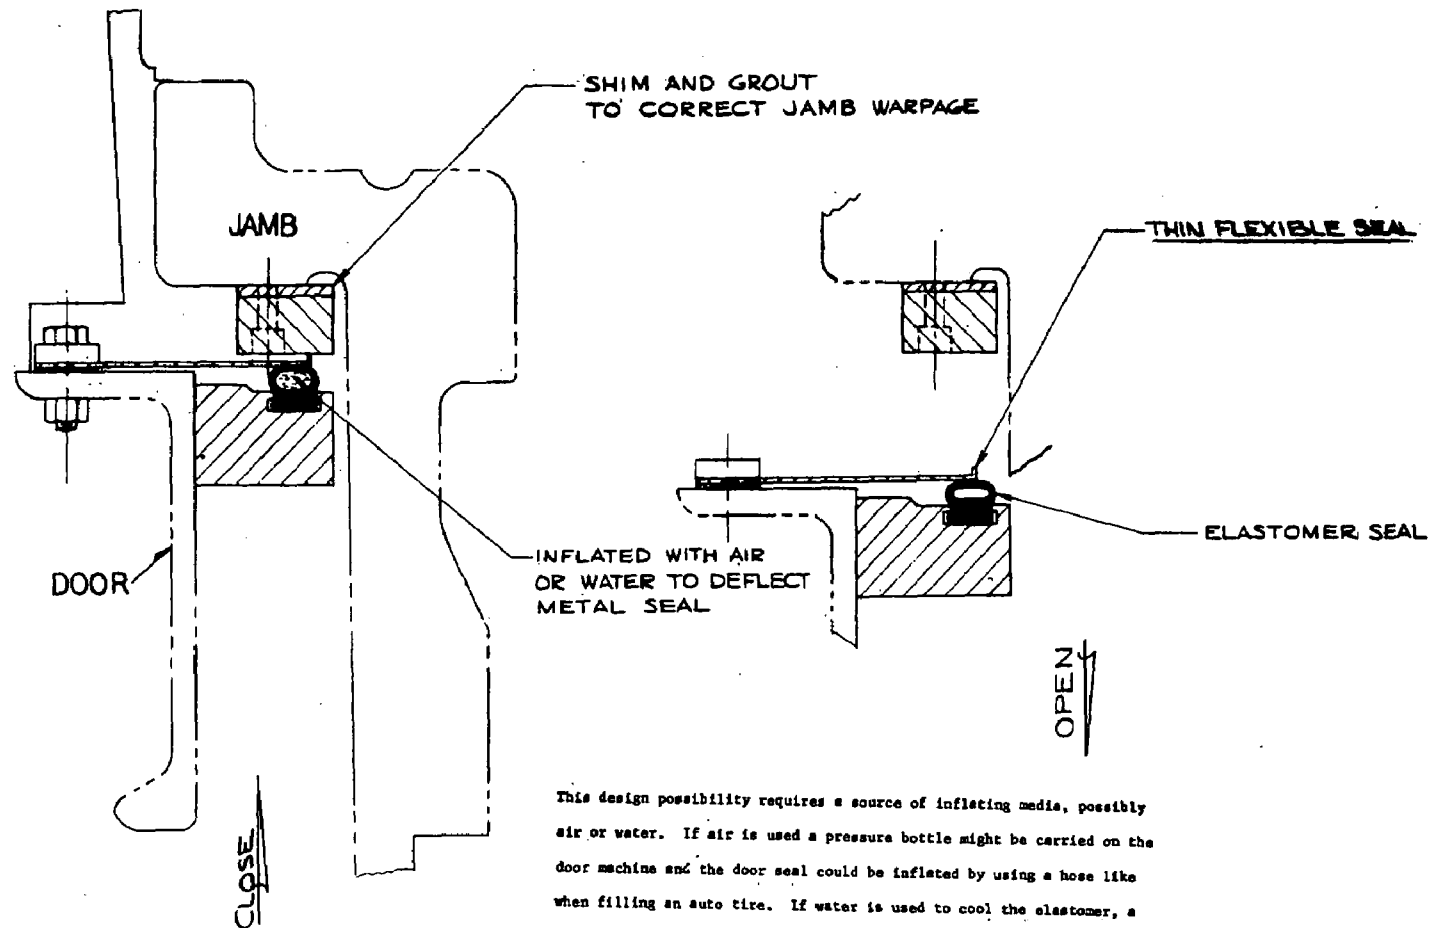 SHIM AND GROUT
TO CORRECT JAMB WARPAGE
JAMB
THIN FLEXIBLE SEAL
ELASTOMER SEAL
INFLATED WITH AIR
OR WATER TO DEFLECT
METAL SEAL
DOOR
OPEN
CLOSE
This design possibility requires a source of inflating media, possibly
air or water. If air is used a pressure bottle might be carried on the
door machine and the door seal could be inflated by using a hose like
when filling an auto tire. If water is used to cool the elastomer, a